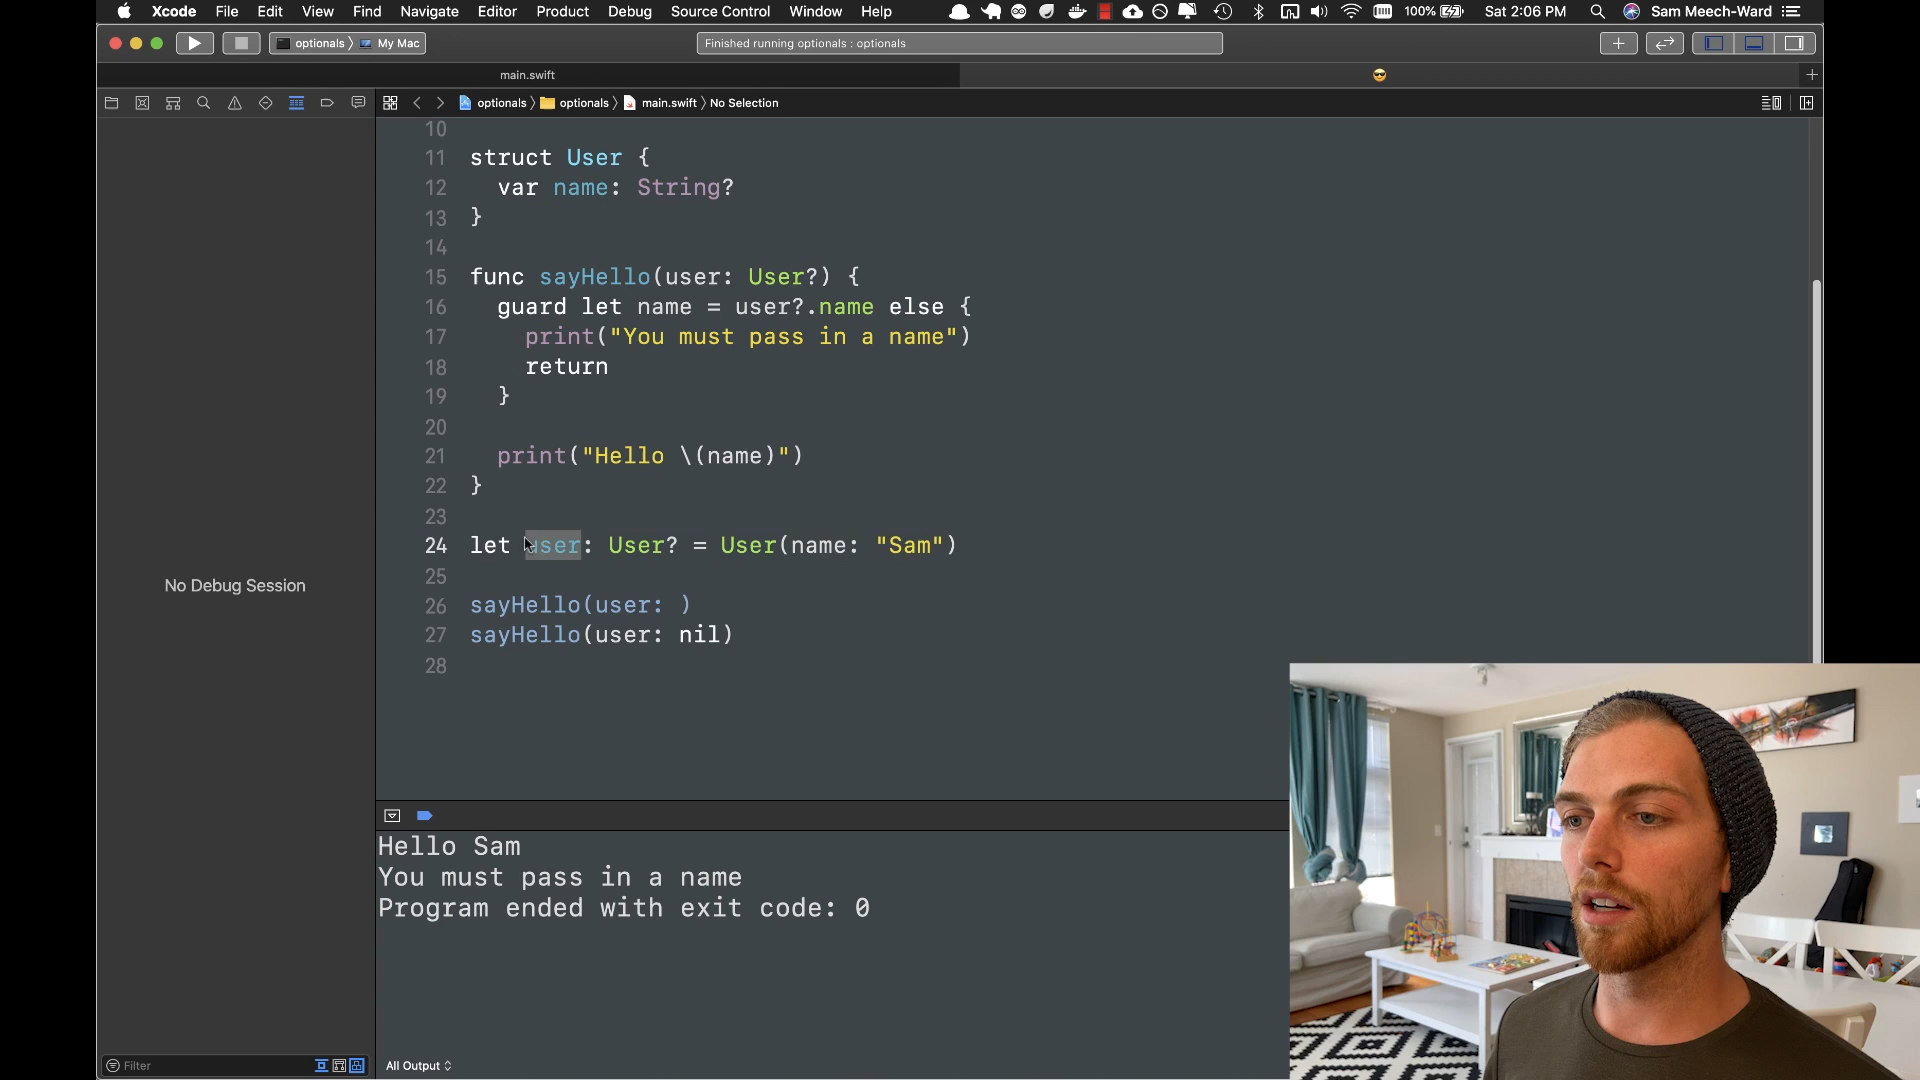 Xcode File Edit View Find Navigate Editor Product Debug Source Control Window Help 100% Sat 2:06 PM Sam Meech-Ward
optionals My Mac
Finished running optionals : optionals
main.swift
optionals optionals main.swift No Selection
10
11 struct User {
12 var name: String?
13 }
14
15 func sayHello(user: User?) {
16 guard let name = user?.name else {
17 print("You must pass in a name")
18 return
19 }
20
21 print("Hello \(name)")
22 }
23
24 let user: User? = User(name: "Sam")
25
26 sayHello(user: )
27 sayHello(user: nil)
28
No Debug Session
Hello Sam
You must pass in a name
Program ended with exit code: 0
Filter
All Output